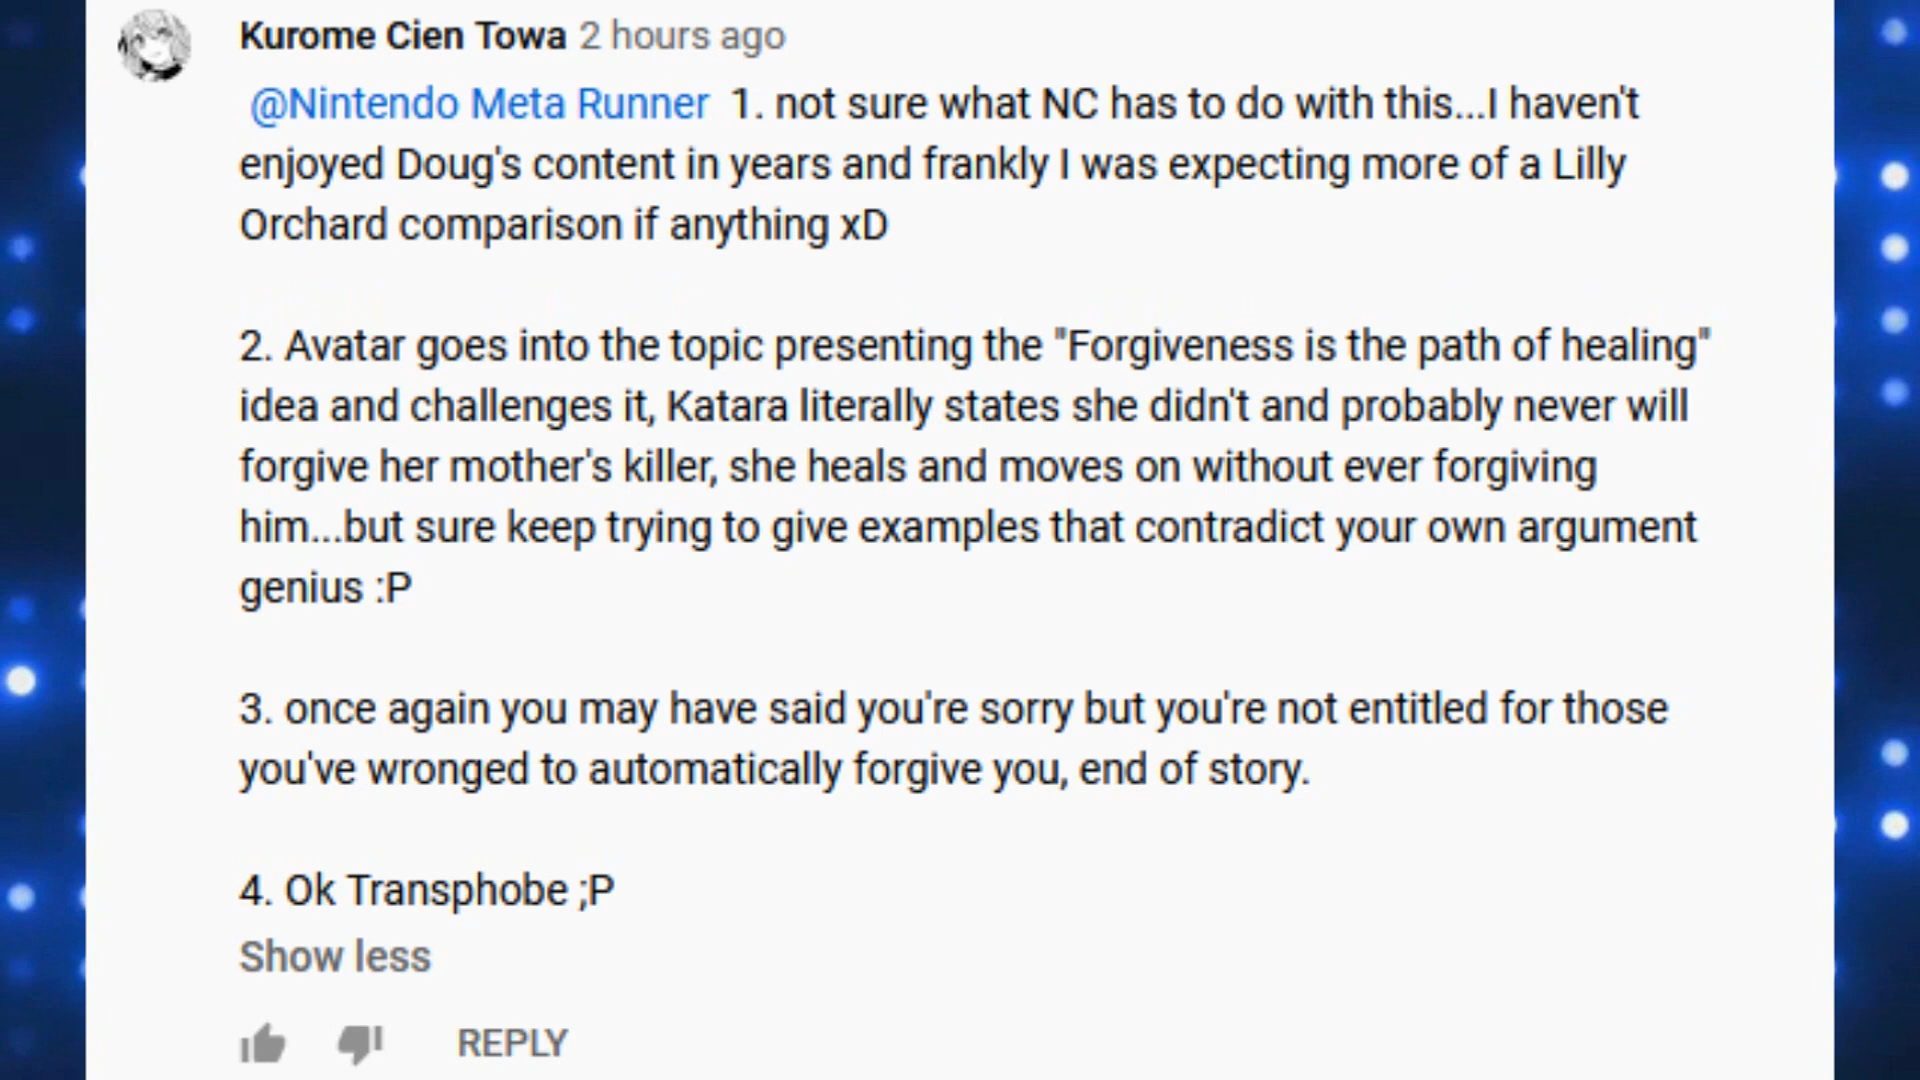 Kurome Cien Towa 2 hours ago
@Nintendo Meta Runner 1. not sure what NC has to do with this...I haven't
enjoyed Doug's content in years and frankly I was expecting more of a Lilly
Orchard comparison if anything xD
2. Avatar goes into the topic presenting the "Forgiveness is the path of healing"
idea and challenges it, Katara literally states she didn't and probably never will
forgive her mother's killer, she heals and moves on without ever forgiving
him...but sure keep trying to give examples that contradict your own argument
genius :P
3. once again you may have said you're sorry but you're not entitled for those
you've wronged to automatically forgive you, end of story.
4. Ok Transphobe ;P
Show less
REPLY